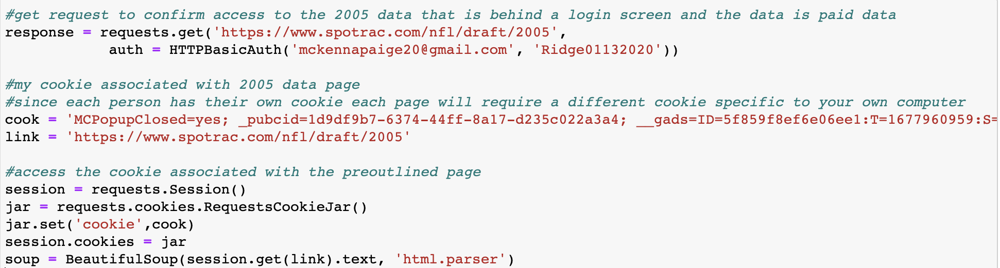 #get request to confirm access to the 2005 data that is behind a login screen and the data is paid data
response = requests.get('https://www.spotrac.com/nfl/draft/2005',
            auth = HTTPBasicAuth('mckennapaige20@gmail.com', 'Ridge01132020'))
#my cookie associated with 2005 data page
#since each person has their own cookie each page will require a different cookie specific to your own computer
cook = 'MCPopupClosed=yes; _pubcid=1d9df9b7-6374-44ff-8a17-d235c022a3a4; __gads=ID=5f859f8ef6e06ee1:T=1677960959:S=
link = 'https://www.spotrac.com/nfl/draft/2005'
#access the cookie associated with the preoutlined page
session = requests.Session()
jar = requests.cookies.RequestsCookieJar()
jar.set('cookie',cook)
session.cookies = jar
soup = BeautifulSoup(session.get(link).text, 'html.parser')